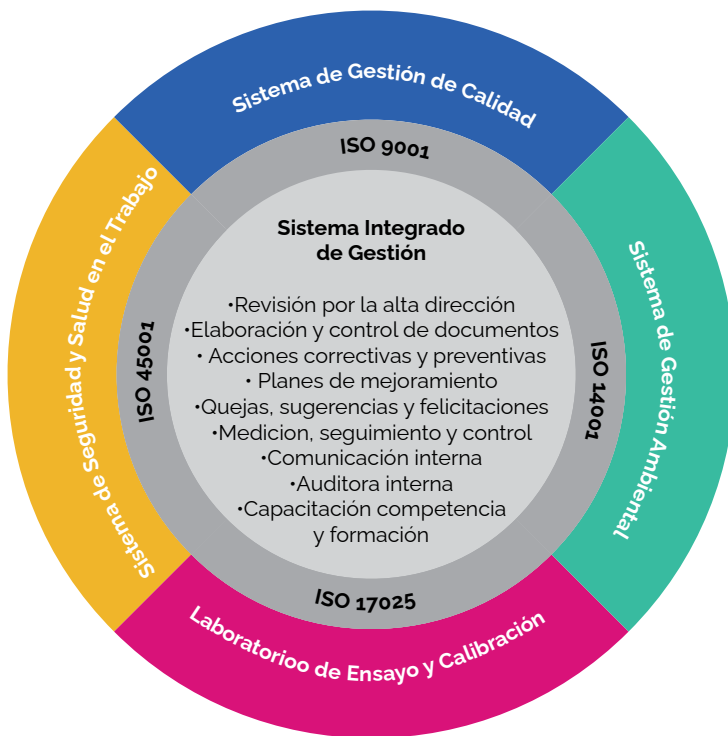 Sistema de Gestión de Calidad
ISO 9001
Sistema de Seguridad y Salud en el Trabajo
ISO 45001
Sistema Integrado
de Gestión
•Revisión por la alta dirección
•Elaboración y control de documentos
• Acciones correctivas y preventivas
• Planes de mejoramiento
•Quejas, sugerencias y felicitaciones
•Medicion, seguimiento y control
•Comunicación interna
•Auditora interna
•Capacitación competencia
y formación
ISO 14001
Sistema de Gestión Ambiental
ISO 17025
Laboratorioo de Ensayo y Calibración